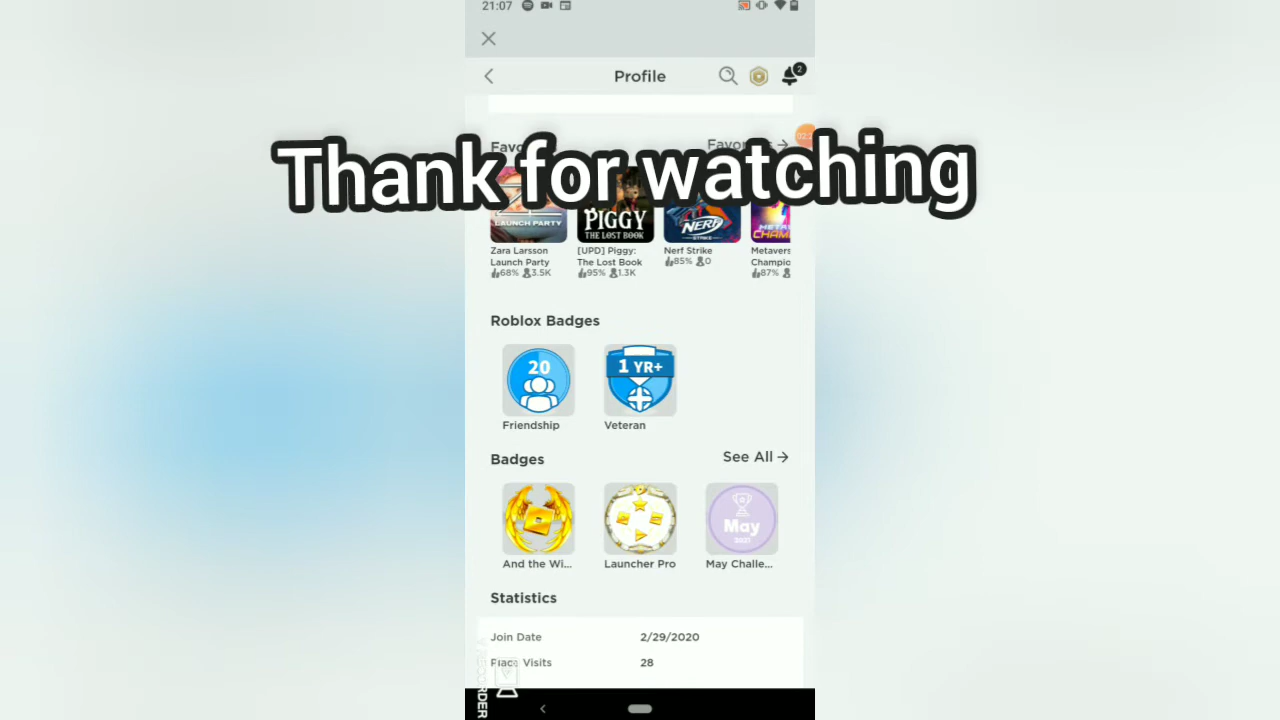 21:07
Profile
2
Thank for watching
LAUNCH PARTY
PIGGY
THE LOST BOOK
NERF
STRIKE
Zara Larsson
Launch Party
68% 3.5K
[UPD] Piggy:
The Lost Book
95% 1.3K
Nerf Strike
85% 0
Metavers
Champio
87%
Roblox Badges
20
1 YR+
Friendship
Veteran
Badges
See All
May
2021
And the Wi...
Launcher Pro
May Challe...
Statistics
Join Date 2/29/2020
Place Visits 28